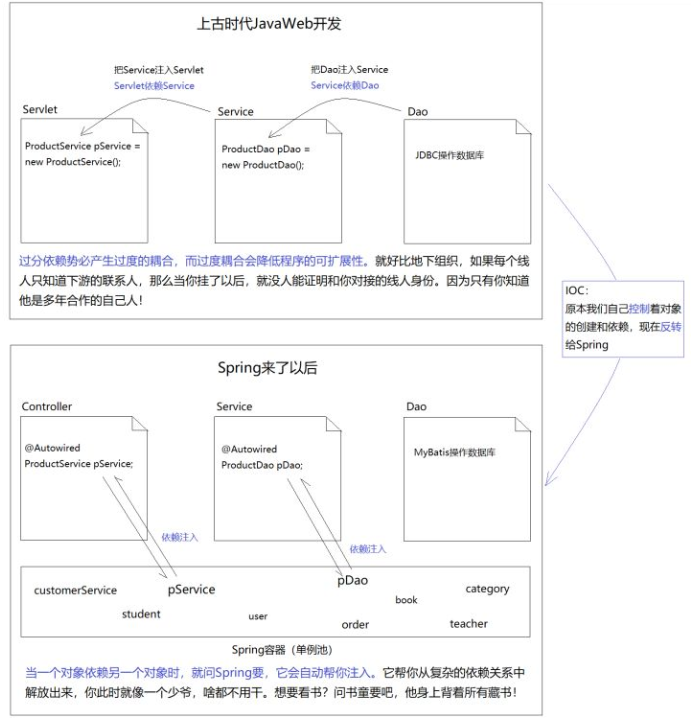 上古时代JavaWeb开发
把Service注入Servlet
Servlet依赖Service
把Dao注入Service
Service依赖Dao
Servlet
Service
Dao
ProductService pService =
new ProductService();
ProductDao pDao =
new ProductDao();
JDBC操作数据库
过分依赖势必产生过度的耦合，而过度耦合会降低程序的可扩展性。就好比地下组织，如果每个线
人只知道下游的联系人，那么当你挂了以后，就没人能证明和你对接的线人身份。因为只有你知道
他是多年合作的自己人！
IOC：
原本我们自己控制着对象
的创建和依赖，现在反转
给Spring
Spring来了以后
Controller
Service
Dao
@Autowired
ProductService pService;
@Autowired
ProductDao pDao;
MyBatis操作数据库
依赖注入
依赖注入
customerService
pService
pDao
category
book
student
user
order
teacher
Spring容器（单例池）
当一个对象依赖另一个对象时，就问Spring要，它会自动帮你注入。它帮你从复杂的依赖关系中
解放出来，你此时就像一个少爷，啥都不用干。想要看书？问书童要吧，他身上背着所有藏书！